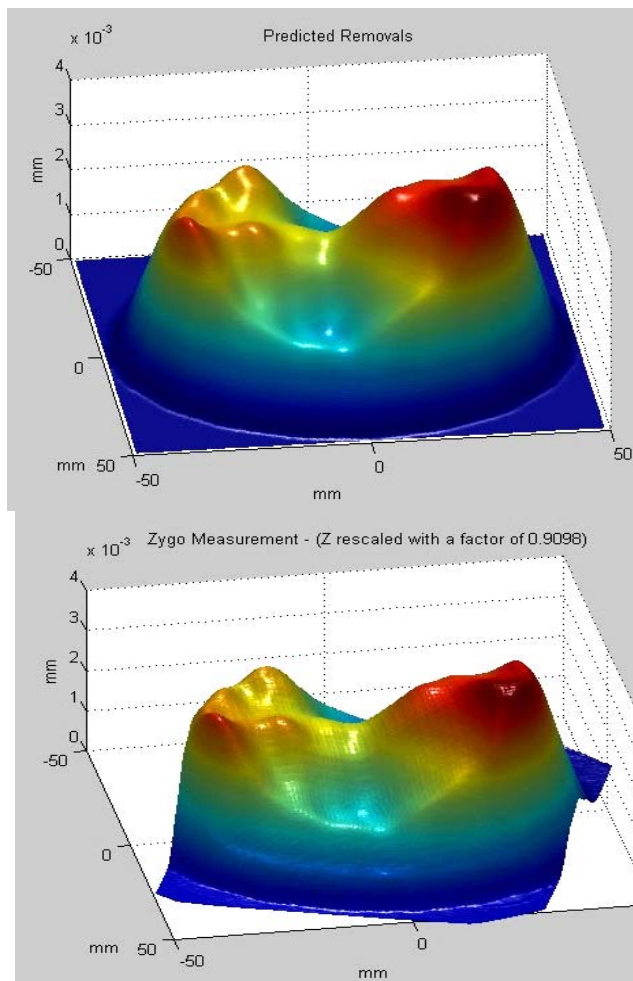 x 10⁻³
Predicted Removals
4
3
2
1
0
mm
-50
0
mm 50
-50
0
50
mm
x 10⁻³
Zygo Measurement - (Z rescaled with a factor of 0.9098)
4
3
2
1
0
mm
-50
0
mm 50
-50
0
mm